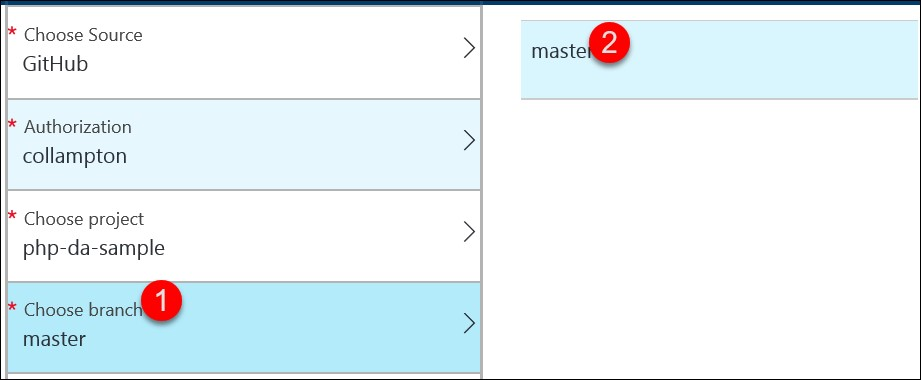 * Choose Source
GitHub
* Authorization
collampton
* Choose project
php-da-sample
* Choose branch 1
master
master 2